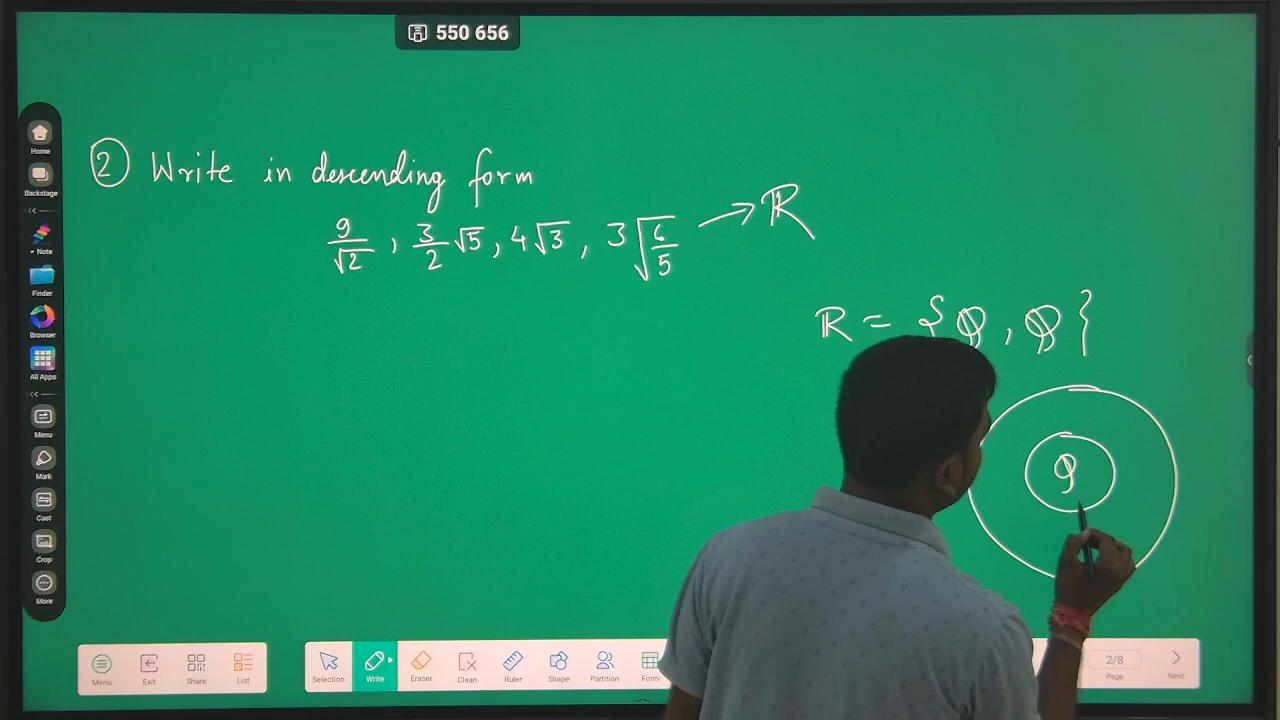 550 656
② Write in descending form
9/√2 , 3/2 √5 , 4√3 , 3√(6/5) → ℝ
ℝ = { ℚ , ℚ }
Q
Home
Backstage
Note
Finder
Browser
All Apps
Menu
Mark
Cast
Crop
More
Menu Exit Share List Selection Write Eraser Clean Ruler Shape Partition Form 2/8 Page Next